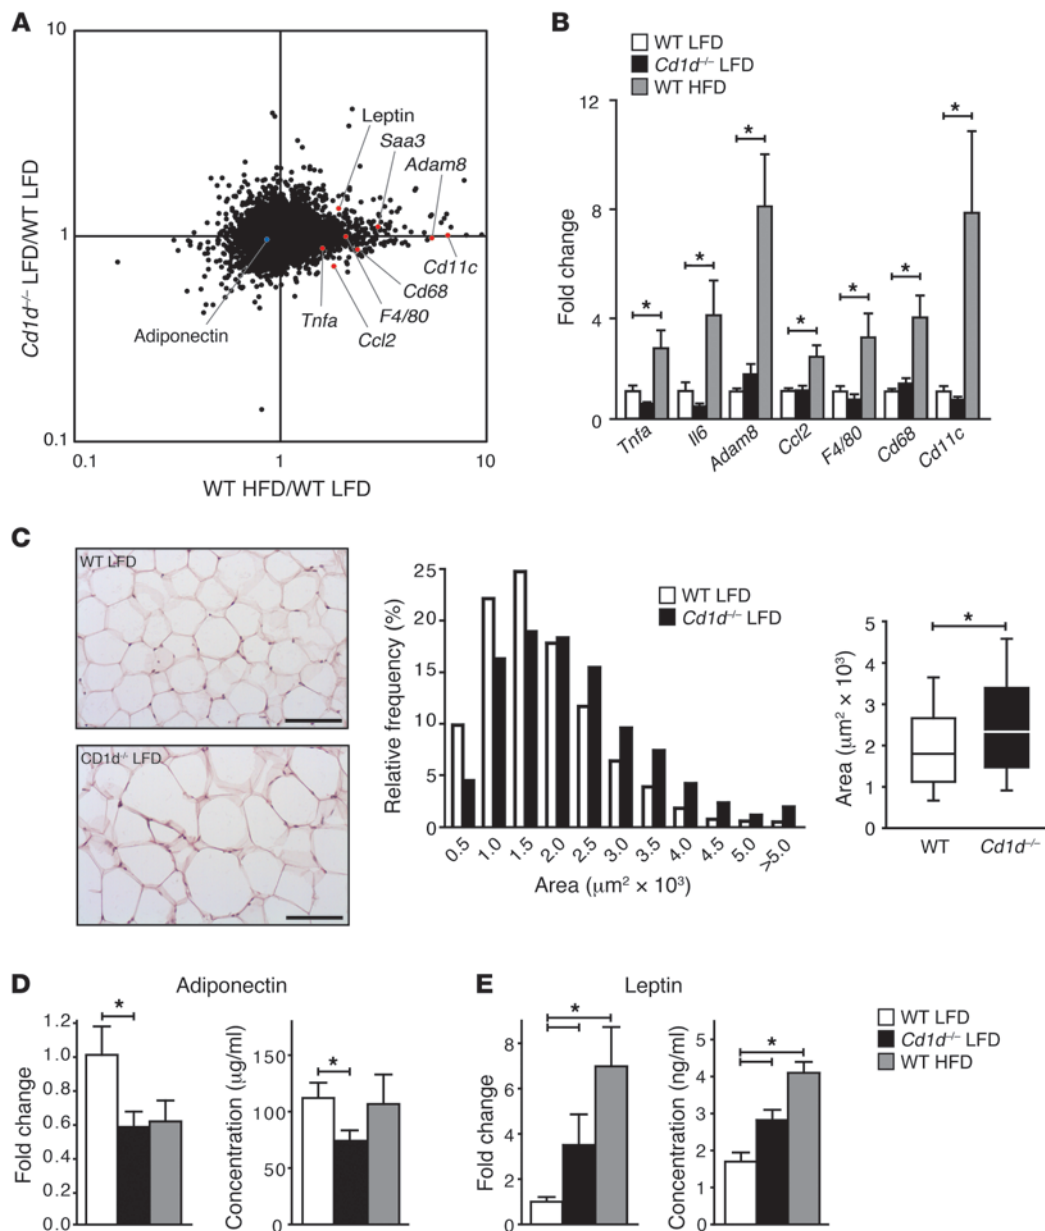 A
10
1
0.1
Cd1d–/– LFD/WT LFD
Leptin
Saa3
Adam8
Cd11c
Cd68
F4/80
Tnfa
Ccl2
Adiponectin
0.1
1
10
WT HFD/WT LFD
B
WT LFD
Cd1d–/– LFD
WT HFD
Fold change
12
8
4
0
*
*
*
*
*
*
*
Tnfa
Il6
Adam8
Ccl2
F4/80
Cd68
Cd11c
C
WT LFD
CD1d-/- LFD
Relative frequency (%)
25
20
15
10
5
0
WT LFD
Cd1d–/– LFD
0.5
1.0
1.5
2.0
2.5
3.0
3.5
4.0
4.5
5.0
>5.0
Area (μm² × 10³)
Area (μm² × 10³)
5
4
3
2
1
0
*
WT
Cd1d–/–
D
Adiponectin
Fold change
1.2
1.0
0.8
0.6
0.4
0.2
0.0
*
Concentration (μg/ml)
150
100
50
0
*
E
Leptin
Fold change
8
6
4
2
0
*
Concentration (ng/ml)
5
4
3
2
1
0
*
WT LFD
Cd1d–/– LFD
WT HFD